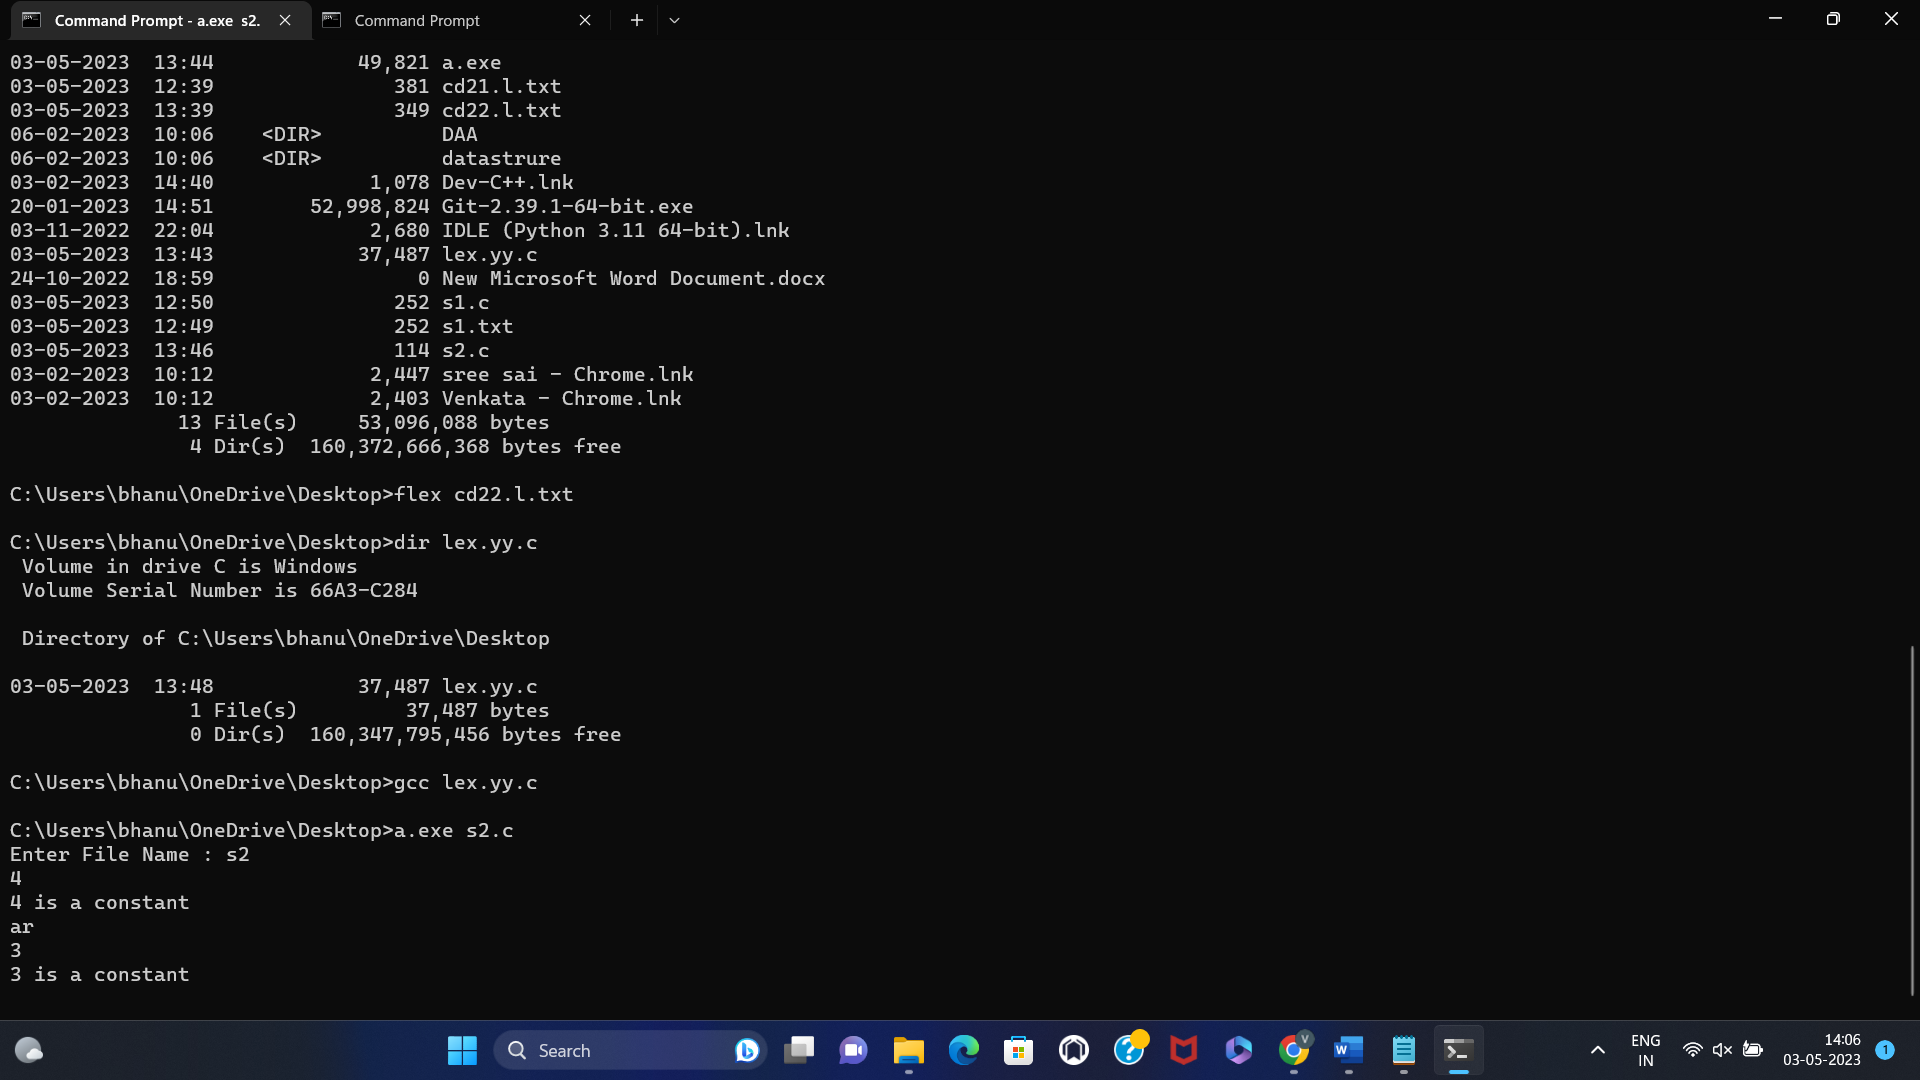 Command Prompt - a.exe  s2.
Command Prompt
03-05-2023  13:44            49,821 a.exe
03-05-2023  12:39               381 cd21.l.txt
03-05-2023  13:39               349 cd22.l.txt
06-02-2023  10:06    <DIR>          DAA
06-02-2023  10:06    <DIR>          datastrure
03-02-2023  14:40             1,078 Dev-C++.lnk
20-01-2023  14:51        52,998,824 Git-2.39.1-64-bit.exe
03-11-2022  22:04             2,680 IDLE (Python 3.11 64-bit).lnk
03-05-2023  13:43            37,487 lex.yy.c
24-10-2022  18:59                 0 New Microsoft Word Document.docx
03-05-2023  12:50               252 s1.c
03-05-2023  12:49               252 s1.txt
03-05-2023  13:46               114 s2.c
03-02-2023  10:12             2,447 sree sai - Chrome.lnk
03-02-2023  10:12             2,403 Venkata - Chrome.lnk
              13 File(s)     53,096,088 bytes
               4 Dir(s)  160,372,666,368 bytes free
C:\Users\bhanu\OneDrive\Desktop>flex cd22.l.txt
C:\Users\bhanu\OneDrive\Desktop>dir lex.yy.c
 Volume in drive C is Windows
 Volume Serial Number is 66A3-C284
 Directory of C:\Users\bhanu\OneDrive\Desktop
03-05-2023  13:48            37,487 lex.yy.c
               1 File(s)         37,487 bytes
               0 Dir(s)  160,347,795,456 bytes free
C:\Users\bhanu\OneDrive\Desktop>gcc lex.yy.c
C:\Users\bhanu\OneDrive\Desktop>a.exe s2.c
Enter File Name : s2
4
4 is a constant
ar
3
3 is a constant
Search
V
W
ENG
IN
14:06
03-05-2023
1